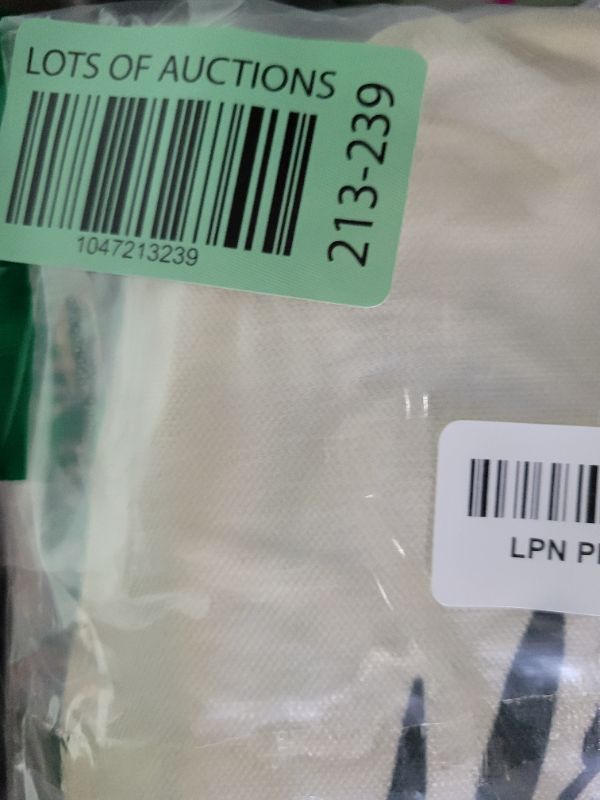 LOTS OF AUCTIONS
1047213239
213-239
LPN